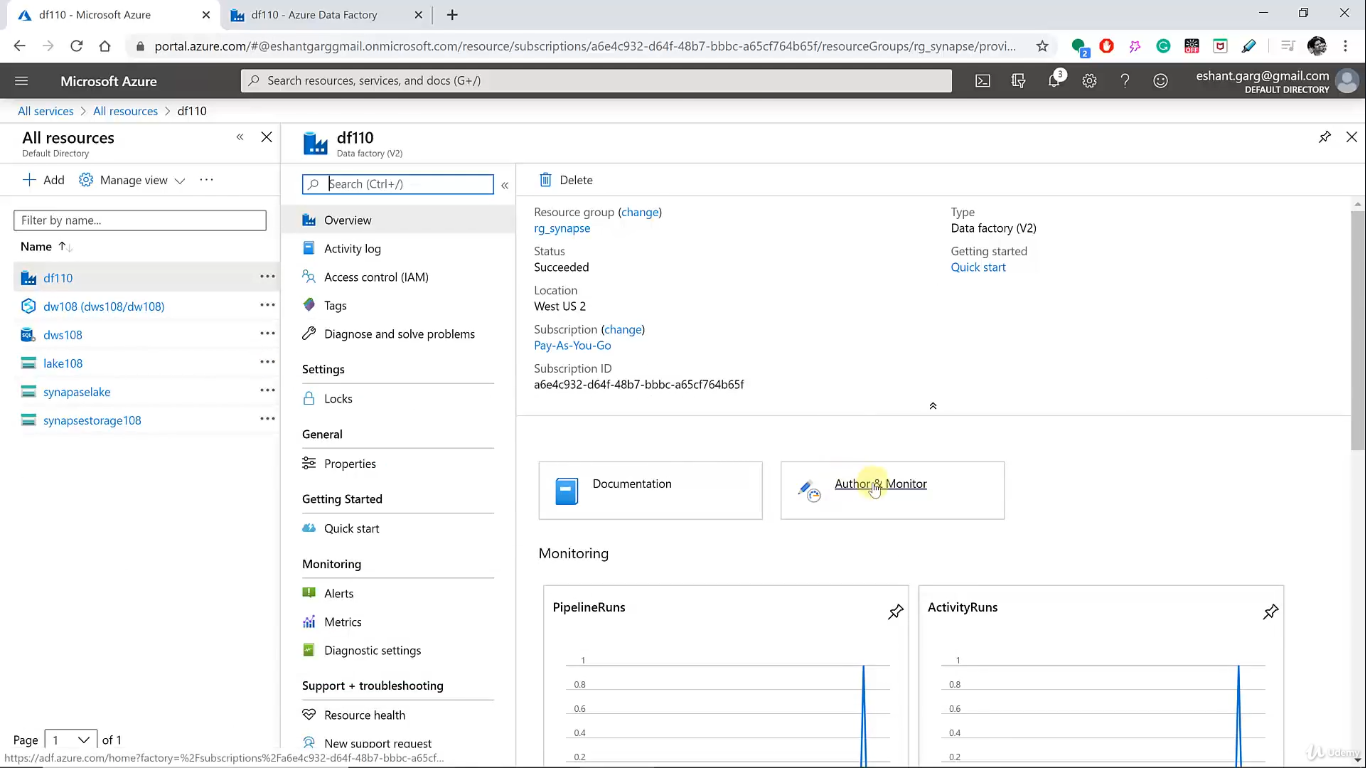 df110 - Microsoft Azure
df110 - Azure Data Factory
portal.azure.com/#@eshantarggmail.onmicrosoft.com/resource/subscriptions/a6e4c932-d64f-48b7-bbbc-a65cf764b65f/resourceGroups/rg_synapse/provi...
2
OFF
Microsoft Azure
Search resources, services, and docs (G+/)
3
eshant.garg@gmail.com
DEFAULT DIRECTORY
All services > All resources > df110
All resources
Default Directory
Add
Manage view
Filter by name...
Name
df110
dw108 (dws108/dw108)
dws108
lake108
synapaselake
synapsestorage108
Page 1 of 1
df110
Data factory (V2)
Search (Ctrl+/)
Overview
Activity log
Access control (IAM)
Tags
Diagnose and solve problems
Settings
Locks
General
Properties
Getting Started
Quick start
Monitoring
Alerts
Metrics
Diagnostic settings
Support + troubleshooting
Resource health
New support request
Delete
Resource group (change)
rg_synapse
Status
Succeeded
Location
West US 2
Subscription (change)
Pay-As-You-Go
Subscription ID
a6e4c932-d64f-48b7-bbbc-a65cf764b65f
Type
Data factory (V2)
Getting started
Quick start
Documentation
Author & Monitor
Monitoring
PipelineRuns
1
0.8
0.6
0.4
0.2
ActivityRuns
1
0.8
0.6
0.4
0.2
https://adf.azure.com/home?factory=%2Fsubscriptions%2Fa6e4c932-d64f-48b7-bbbc-a65cf764b65f...
Udemy